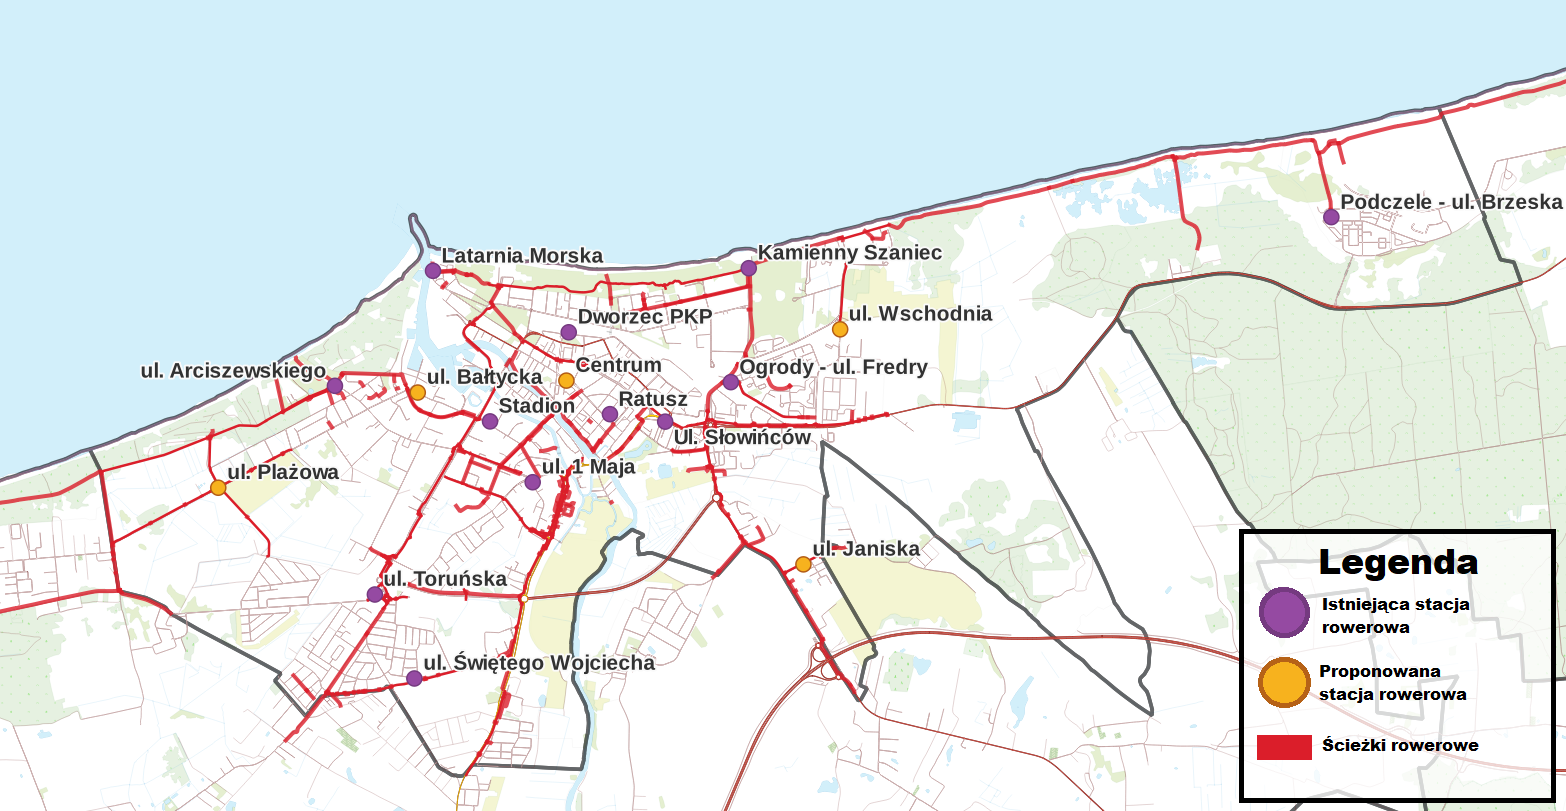 Podczele - ul. Brzeska
Latarnia Morska
Kamienny Szaniec
Dworzec PKP
ul. Wschodnia
ul. Arciszewskiego
ul. Bałtycka
Centrum
Ogrody - ul. Fredry
Stadion
Ratusz
Ul. Słowińców
ul. Plażowa
ul. 1 Maja
ul. Janiska
ul. Toruńska
ul. Świętego Wojciecha
Legenda
Istniejąca stacja
rowerowa
Proponowana
stacja rowerowa
Ścieżki rowerowe